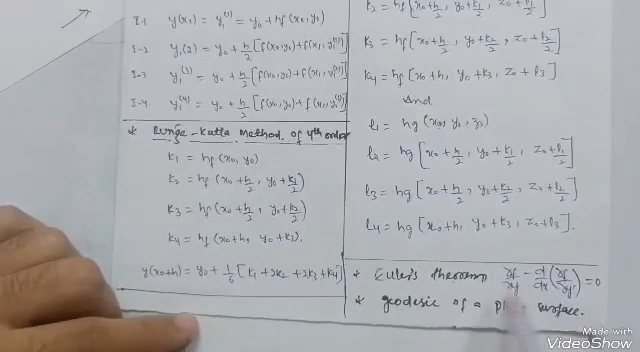 I-1 y(x₁) = y₁⁽¹⁾ = y₀ + hf(x₀, y₀)
I-2 y₁(2) = y₀ + h/2 [f(x₀, y₀) + f(x₁, y₁⁽¹⁾)]
I-3 y₁⁽³⁾ = y₀ + h/2 [f(x₀, y₀) + f(x₁, y₁⁽²⁾)]
I-4 y₁⁽⁴⁾ = y₀ + h/2 [f(x₀, y₀) + f(x₁, y₁⁽³⁾)]
* Runge-Kutta Method of 4th order
k₁ = hf(x₀, y₀)
k₂ = hf(x₀+h/2, y₀+k₁/2)
k₃ = hf(x₀+h/2, y₀+k₂/2)
k₄ = hf(x₀+h, y₀+k₃).
y(x₀+h) = y₀ + 1/6 [k₁ + 2k₂ + 2k₃ + k₄]
k₂ = hf[x₀+h/2, y₀+k₁/2, z₀+l₁/2]
k₃ = hf[x₀+h/2, y₀+k₂/2, z₀+l₂/2]
k₄ = hf[x₀+h, y₀+k₃, z₀+l₃]
And
l₁ = hg(x₀, y₀, z₀)
l₂ = hg[x₀+h/2, y₀+k₁/2, z₀+l₁/2]
l₃ = hg[x₀+h/2, y₀+k₂/2, z₀+l₂/2]
l₄ = hg[x₀+h, y₀+k₃, z₀+l₃].
* Euler's theorem ∂f/∂y - d/dx(∂f/∂y') = 0
* geodesic of a surface.
Made with
VideoShow